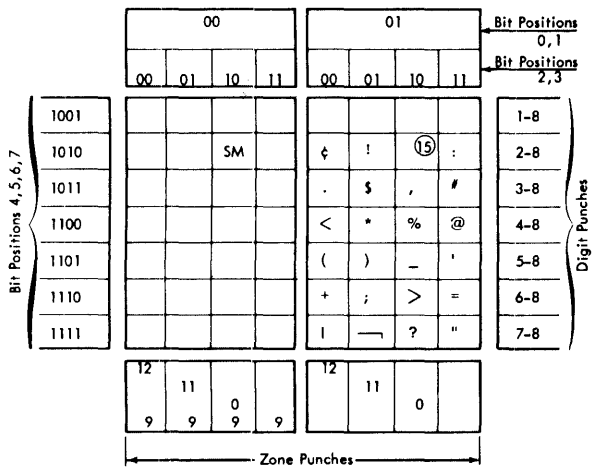 00 01 Bit Positions
0,1
00 01 10 11 00 01 10 11 Bit Positions
2,3
Bit Positions 4,5,6,7
Digit Punches
1001 1-8
1010 SM ¢ ! 15 : 2-8
1011 . $ , # 3-8
1100 < * % @ 4-8
1101 ( ) _ ' 5-8
1110 + ; > = 6-8
1111 | ¬ ? " 7-8
12 12
11 11
0 0
9 9 9 9
Zone Punches